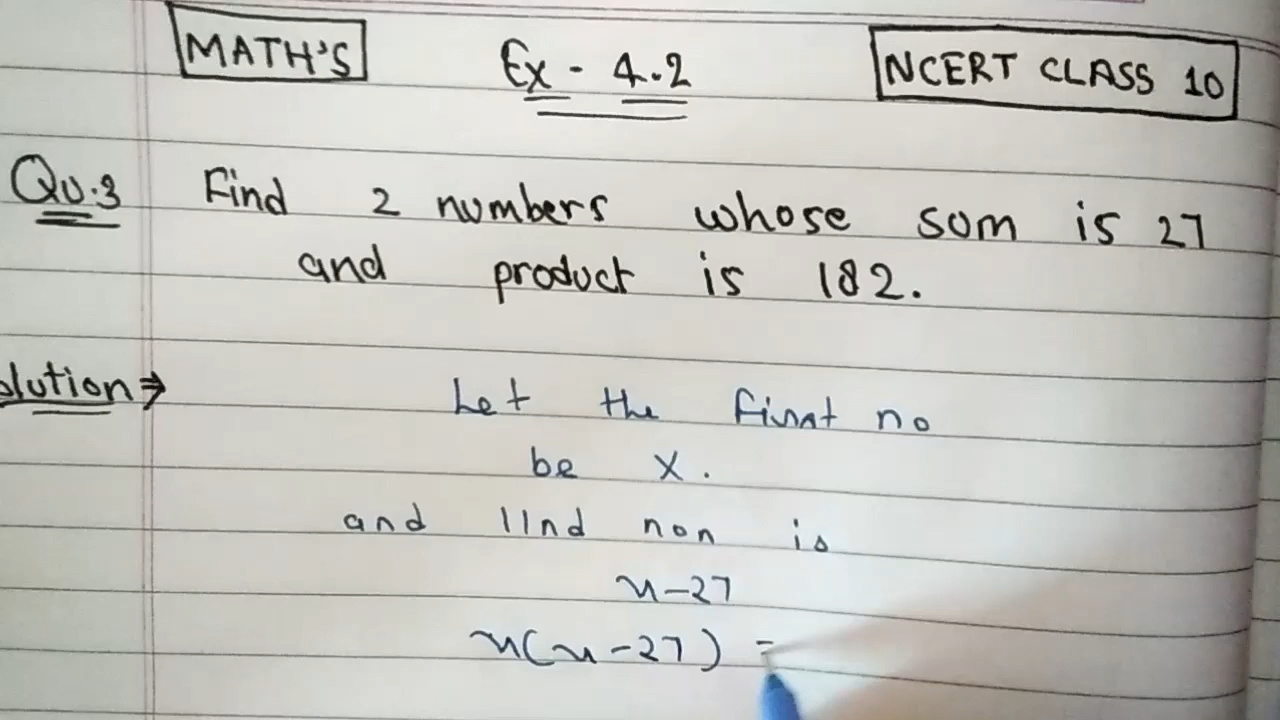 MATH'S Ex - 4.2 NCERT CLASS 10
Qu.3 Find 2 numbers whose sum is 27
and product is 182.
olution ⇒
Let the first no
be x.
and IInd non is
x-27
x(x-27) =